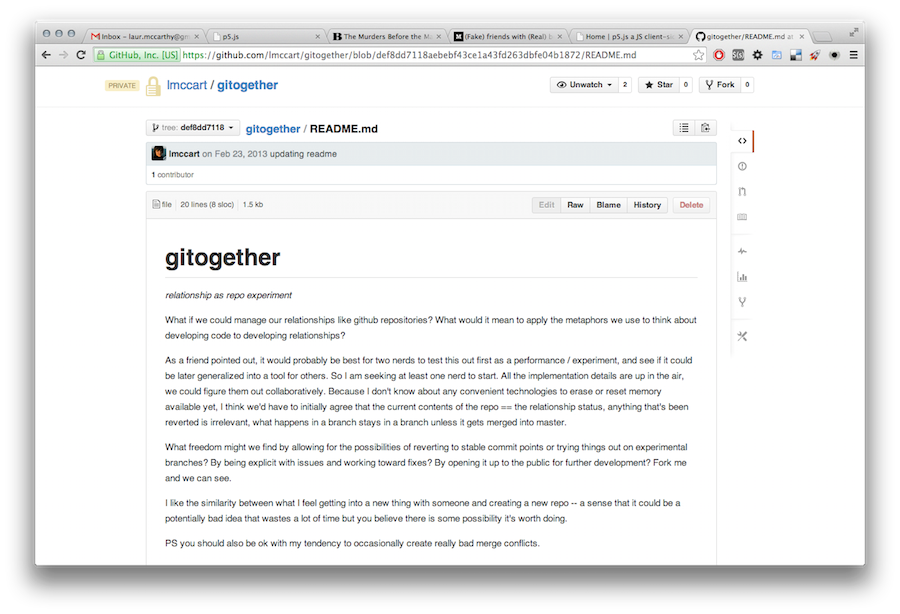 Inbox – laur.mccarthy@gm
p5.js
The Murders Before the Ma
(Fake) friends with (Real) b
Home | p5.js a JS client-sid
gitogether/README.md at
GitHub, Inc. [US] https://github.com/lmccart/gitogether/blob/def8dd7118aebebf43ce1a43fd263dbfe04b1872/README.md
PRIVATE lmccart / gitogether
Unwatch 2 Star 0 Fork 0
tree: def8dd7118 gitogether / README.md
lmccart on Feb 23, 2013 updating readme
1 contributor
file 20 lines (8 sloc) 1.5 kb
Edit Raw Blame History Delete
gitogether
relationship as repo experiment
What if we could manage our relationships like github repositories? What would it mean to apply the metaphors we use to think about
developing code to developing relationships?
As a friend pointed out, it would probably be best for two nerds to test this out first as a performance / experiment, and see if it could
be later generalized into a tool for others. So I am seeking at least one nerd to start. All the implementation details are up in the air,
we could figure them out collaboratively. Because I don't know about any convenient technologies to erase or reset memory
available yet, I think we'd have to initially agree that the current contents of the repo == the relationship status, anything that's been
reverted is irrelevant, what happens in a branch stays in a branch unless it gets merged into master.
What freedom might we find by allowing for the possibilities of reverting to stable commit points or trying things out on experimental
branches? By being explicit with issues and working toward fixes? By opening it up to the public for further development? Fork me
and we can see.
I like the similarity between what I feel getting into a new thing with someone and creating a new repo -- a sense that it could be a
potentially bad idea that wastes a lot of time but you believe there is some possibility it's worth doing.
PS you should also be ok with my tendency to occasionally create really bad merge conflicts.